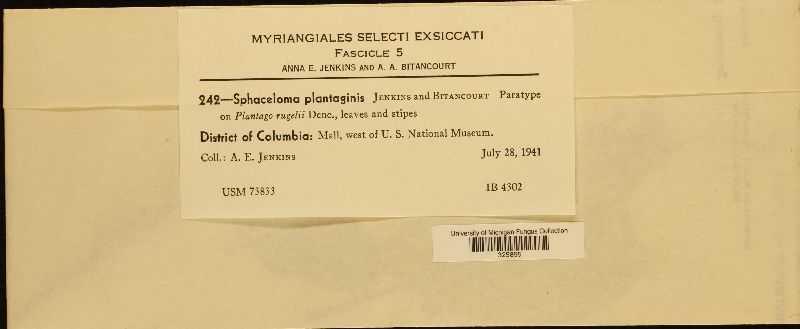 MYRIANGIALES SELECTI EXSICCATI
FASCICLE 5
ANNA E. JENKINS AND A. A. BITANCOURT
242—Sphaceloma plantaginis JENKINS and BITANCOURT Paratype
on Plantago rugelii Dene., leaves and stipes
District of Columbia: Mall, west of U. S. National Museum.
Coll.: A. E. JENKINS July 28, 1941
USM 73833 IB 4302
University of Michigan Fungus Collection